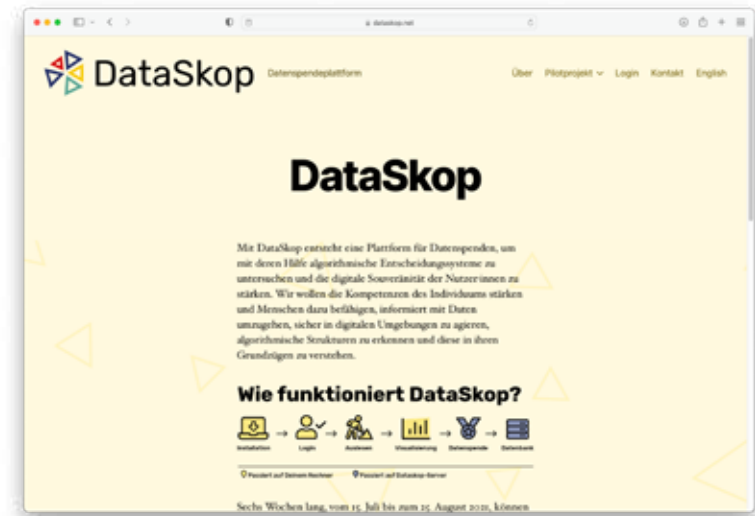 dataskop.net
DataSkop
Datenspendeplattform
Über Pilotprojekt Login Kontakt English
DataSkop
Mit DataSkop entsteht eine Plattform für Datenspenden, um
mit deren Hilfe algorithmische Entscheidungssysteme zu
untersuchen und die digitale Souveränität der Nutzer·innen zu
stärken. Wir wollen die Kompetenzen des Individuums stärken
und Menschen dazu befähigen, informiert mit Daten
umzugehen, sicher in digitalen Umgebungen zu agieren,
algorithmische Strukturen zu erkennen und diese in ihren
Grundzügen zu verstehen.
Wie funktioniert DataSkop?
Installation → Login → Auslesen → Visualisierung → Datenspende → Datenbank
Passiert auf Deinem Rechner Passiert auf Dataskop-Server
Sechs Wochen lang, vom 15. Juli bis zum 25. August 2021, können